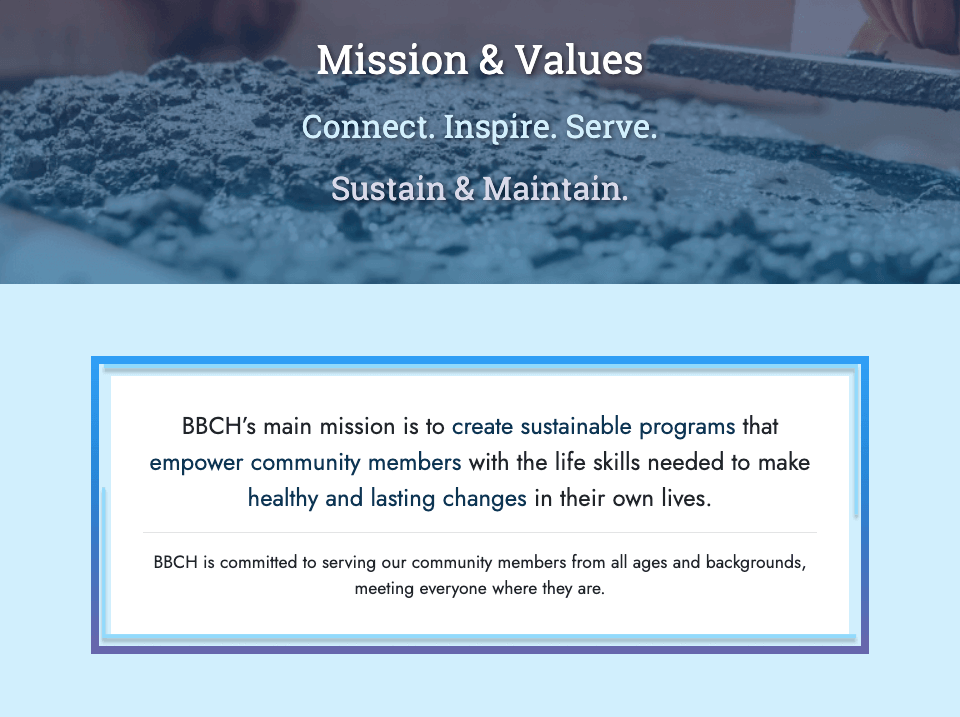 Mission & Values
Connect. Inspire. Serve.
Sustain & Maintain.
BBCH’s main mission is to create sustainable programs that
empower community members with the life skills needed to make
healthy and lasting changes in their own lives.
BBCH is committed to serving our community members from all ages and backgrounds,
meeting everyone where they are.